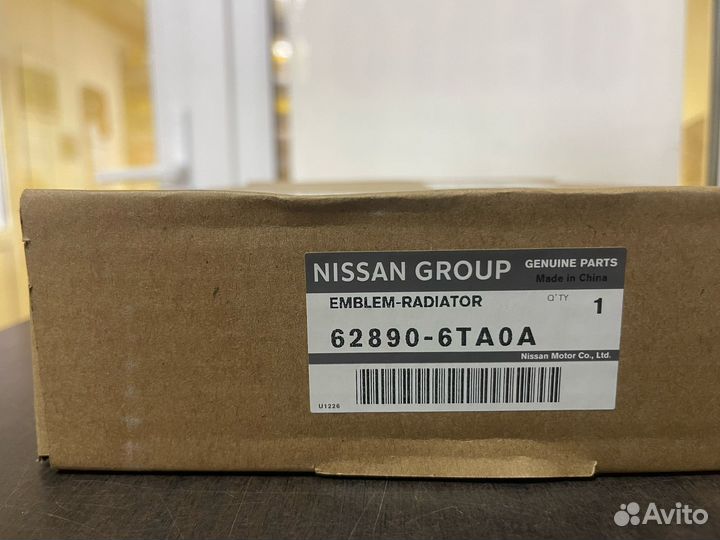 NISSAN GROUP GENUINE PARTS
Made in China
EMBLEM-RADIATOR Q'TY 1
62890-6TA0A
Nissan Motor Co., Ltd.
U1226
Avito